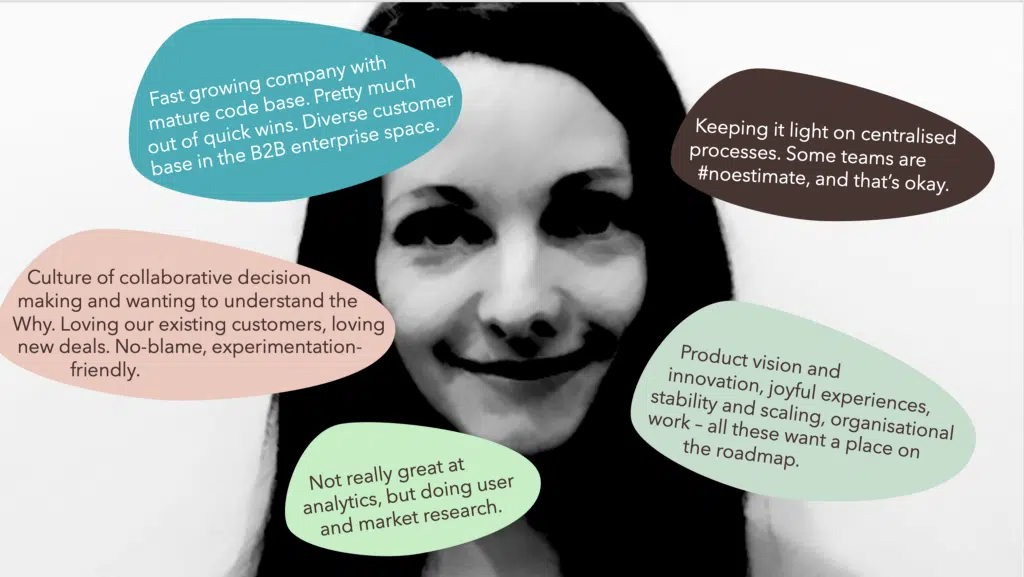 Fast growing company with
mature code base. Pretty much
out of quick wins. Diverse customer
base in the B2B enterprise space.
Keeping it light on centralised
processes. Some teams are
#noestimate, and that's okay.
Culture of collaborative decision
making and wanting to understand the
Why. Loving our existing customers, loving
new deals. No-blame, experimentation-
friendly.
Product vision and
innovation, joyful experiences,
stability and scaling, organisational
work – all these want a place on
the roadmap.
Not really great at
analytics, but doing user
and market research.